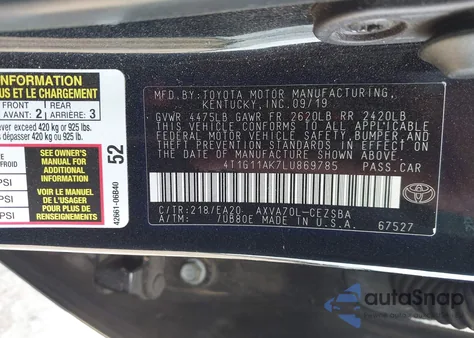 INFORMATION
US ET LE CHARGEMENT
FRONT AVANT: 2
REAR ARRIÈRE: 3
ever exceed 420 kg or 925 lbs.
dépasser 420 kg ou 925 lb.
SEE OWNER'S
MANUAL FOR
ADDITIONAL
INFORMATION
VOIR LE MANUEL
DE L'USAGER
POUR PLUS DE
RENSEIGNEMENTS
PSI
PSI
PSI
52
42661-06B40
MFD.BY:TOYOTA MOTOR MANUFACTURING,
KENTUCKY,INC.09/19
GVWR 4475LB GAWR FR 2620LB RR 2420LB
THIS VEHICLE CONFORMS TO ALL APPLICABLE
FEDERAL MOTOR VEHICLE SAFETY,BUMPER,AND
THEFT PREVENTION STANDARDS IN EFFECT ON
THE DATE OF MANUFACTURE SHOWN ABOVE.
4T1G11AK7LU869785 PASS.CAR
C/TR:218/EA20 AXVA70L-CEZSBA
A/TM: /UB80E MADE IN U.S.A. 67527
TOYOTA
autoSnap